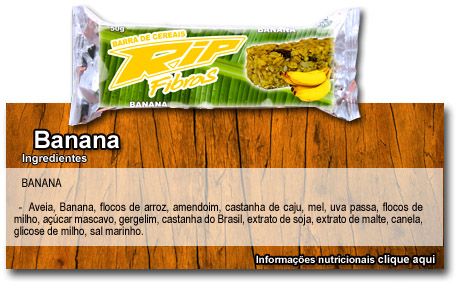 50g
BANANA
BARRA DE CEREAIS
RiP
Fibras
BANANA
Banana
Ingredientes
BANANA
- Aveia, Banana, flocos de arroz, amendoim, castanha de caju, mel, uva passa, flocos de
milho, açúcar mascavo, gergelim, castanha do Brasil, extrato de soja, extrato de malte, canela,
glicose de milho, sal marinho.
Informações nutricionais clique aqui